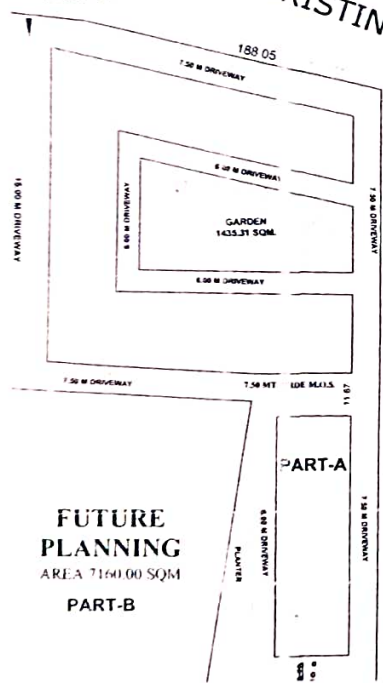 188.05
7.50 M DRIVEWAY
6.00 M DRIVEWAY
15.00 M DRIVEWAY
6.00 M DRIVEWAY
GARDEN
1435.31 SQM.
7.50 M DRIVEWAY
6.00 M DRIVEWAY
7.50 M DRIVEWAY
7.50 MT
M.O.S.
11.67
PART-A
FUTURE
PLANNING
AREA 7160.00 SQM
PART-B
PLANTER
6.00 M DRIVEWAY
7.50 M DRIVEWAY